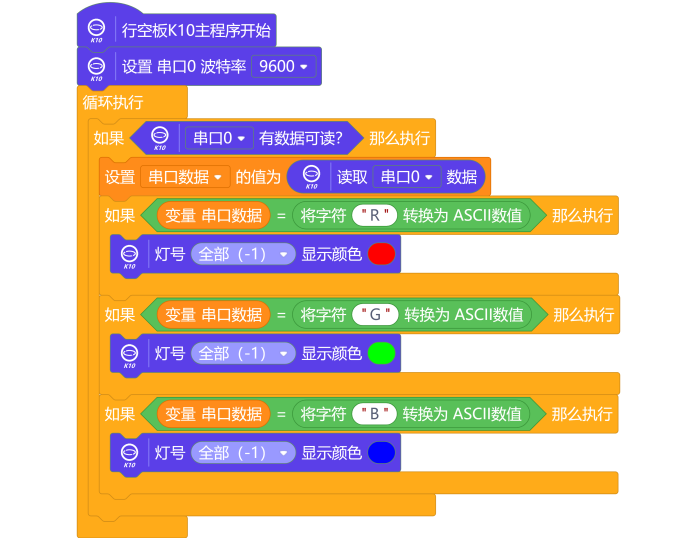 K10 行空板K10主程序开始
K10 设置 串口0 波特率 9600
循环执行
如果 K10 串口0 有数据可读? 那么执行
设置 串口数据 的值为 K10 读取 串口0 数据
如果 变量 串口数据 = 将字符 "R" 转换为 ASCII数值 那么执行
K10 灯号 全部（-1） 显示颜色
如果 变量 串口数据 = 将字符 "G" 转换为 ASCII数值 那么执行
K10 灯号 全部（-1） 显示颜色
如果 变量 串口数据 = 将字符 "B" 转换为 ASCII数值 那么执行
K10 灯号 全部（-1） 显示颜色